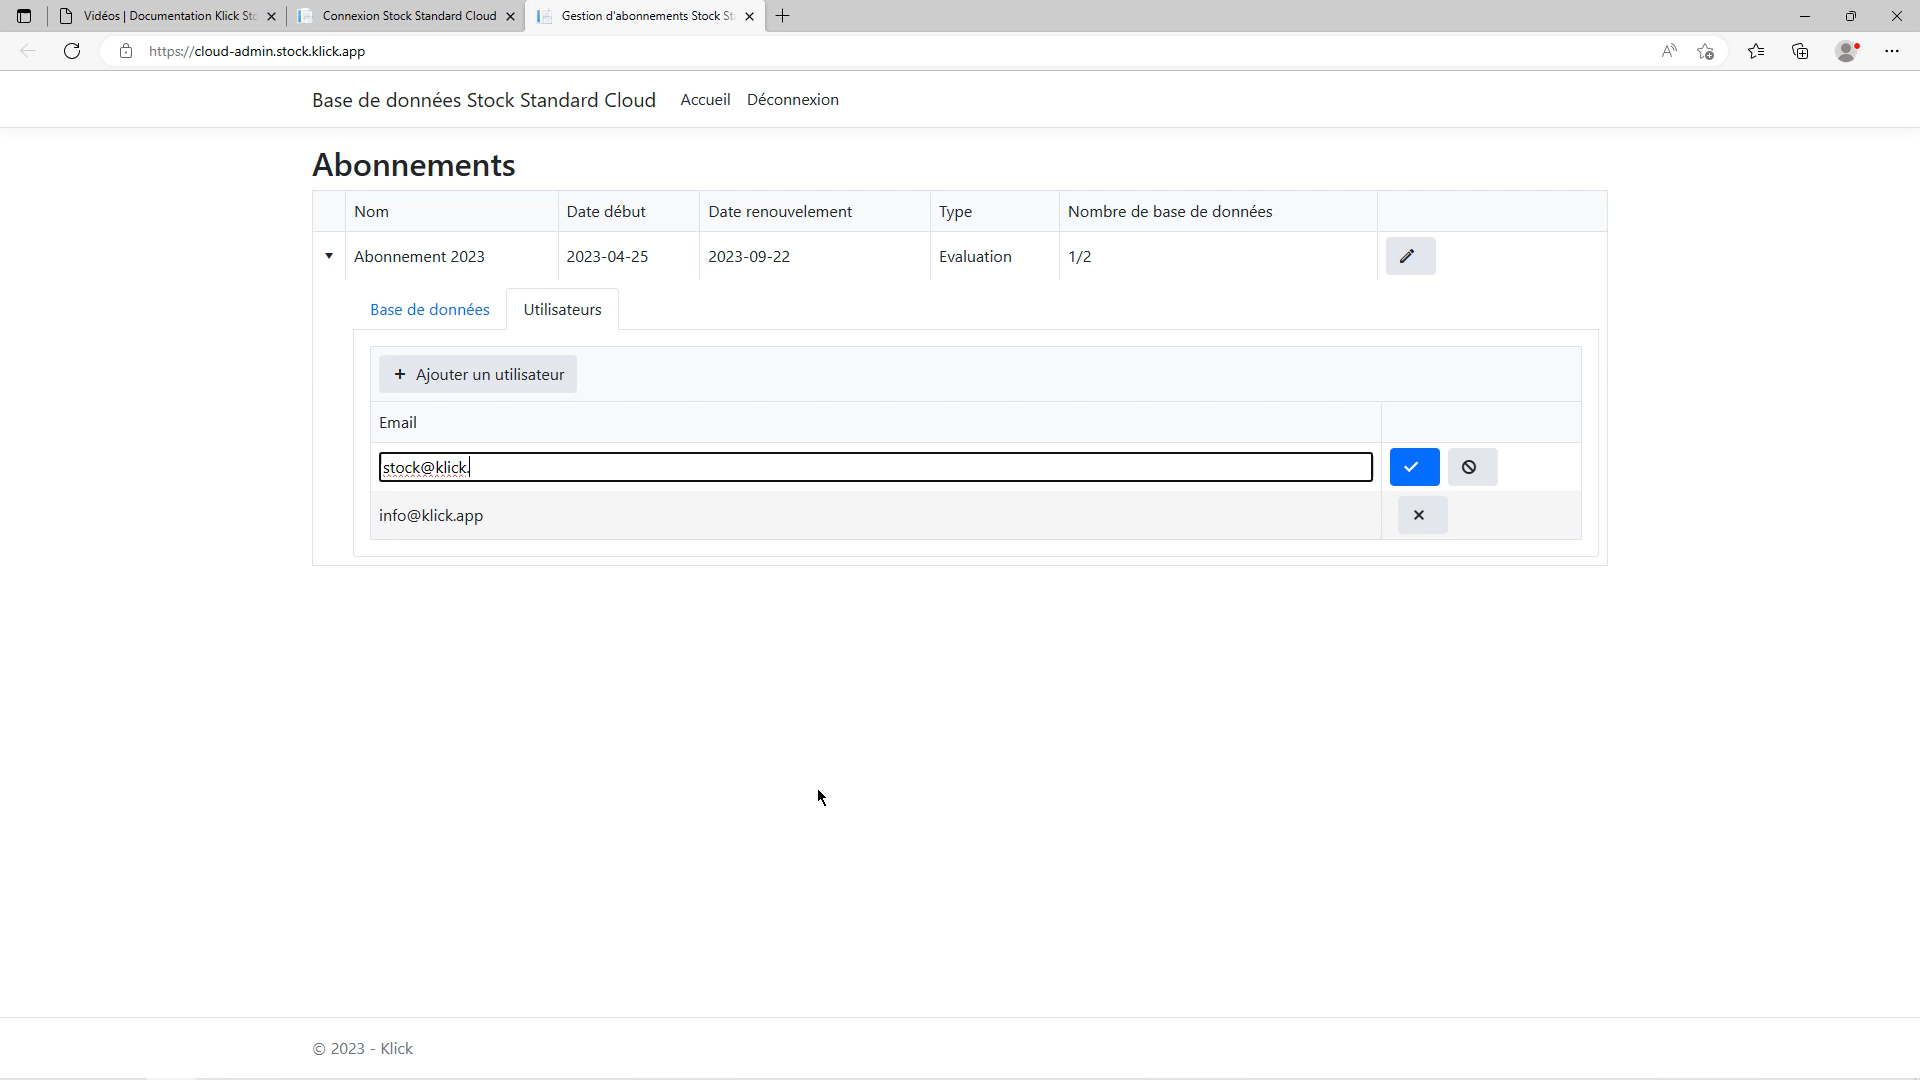 Vidéos | Documentation Klick Sto
Connexion Stock Standard Cloud
Gestion d'abonnements Stock St
https://cloud-admin.stock.klick.app
Base de données Stock Standard Cloud Accueil Déconnexion
Abonnements
Nom Date début Date renouvelement Type Nombre de base de données
Abonnement 2023 2023-04-25 2023-09-22 Evaluation 1/2
Base de données Utilisateurs
+ Ajouter un utilisateur
Email
stock@klick.
info@klick.app
© 2023 - Klick